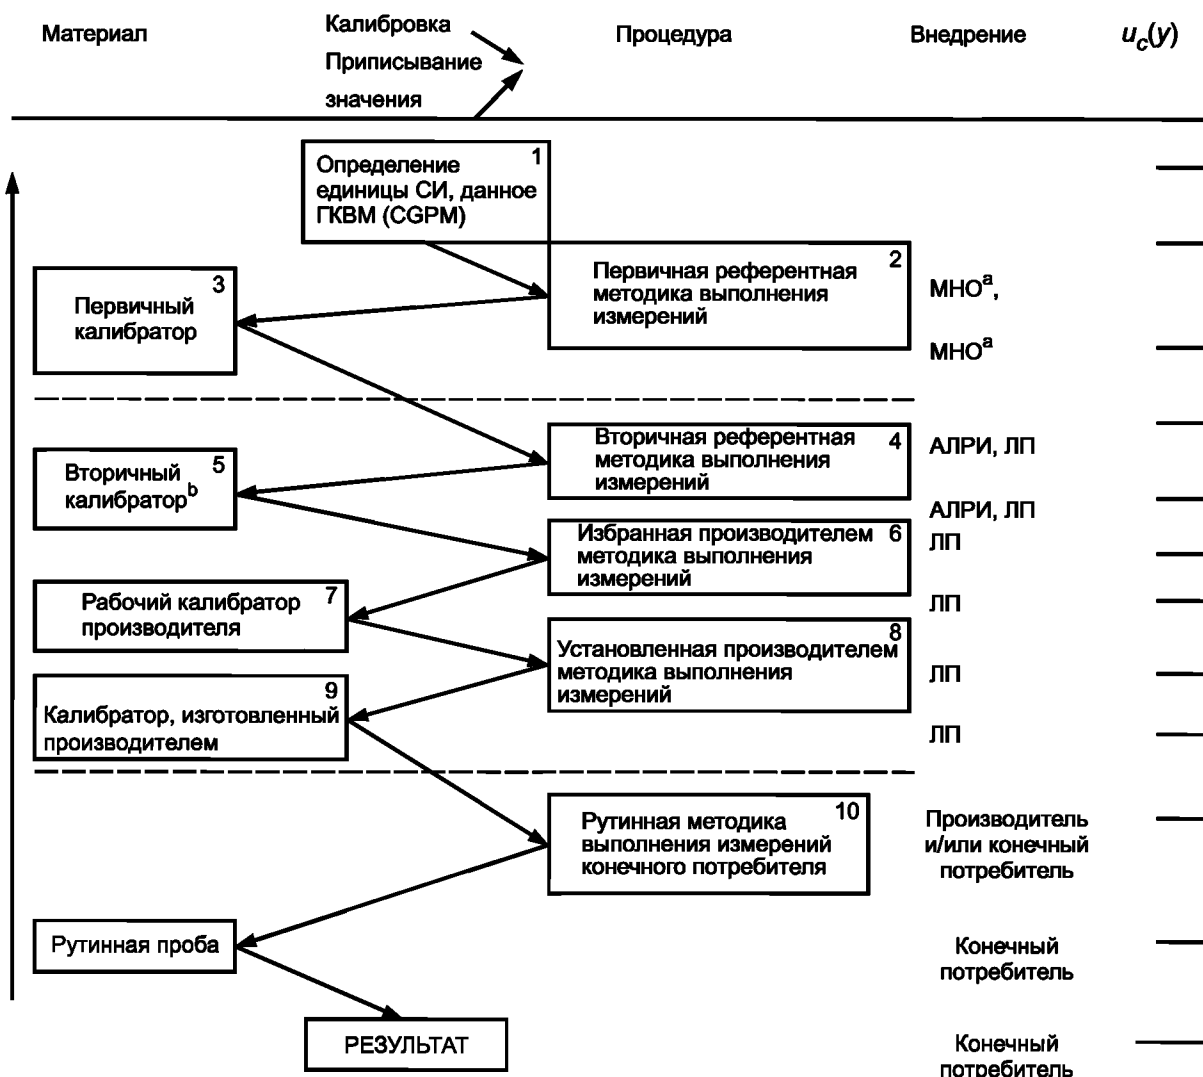 Материал
Калибровка
Приписывание
значения
Процедура
Внедрение
u_c(y)
1
Определение
единицы СИ, данное
ГКВМ (CGPM)
2
Первичная референтная
методика выполнения
измерений
МНОᵃ,
МНОᵃ
3
Первичный
калибратор
4
Вторичная референтная
методика выполнения
измерений
АЛРИ, ЛП
5
Вторичный
калибраторᵇ
АЛРИ, ЛП
6
Избранная производителем
методика выполнения
измерений
ЛП
7
Рабочий калибратор
производителя
ЛП
8
Установленная производителем
методика выполнения
измерений
ЛП
9
Калибратор, изготовленный
производителем
ЛП
10
Рутинная методика
выполнения измерений
конечного потребителя
Производитель
и/или конечный
потребитель
Рутинная проба
Конечный
потребитель
РЕЗУЛЬТАТ
Конечный
потребитель